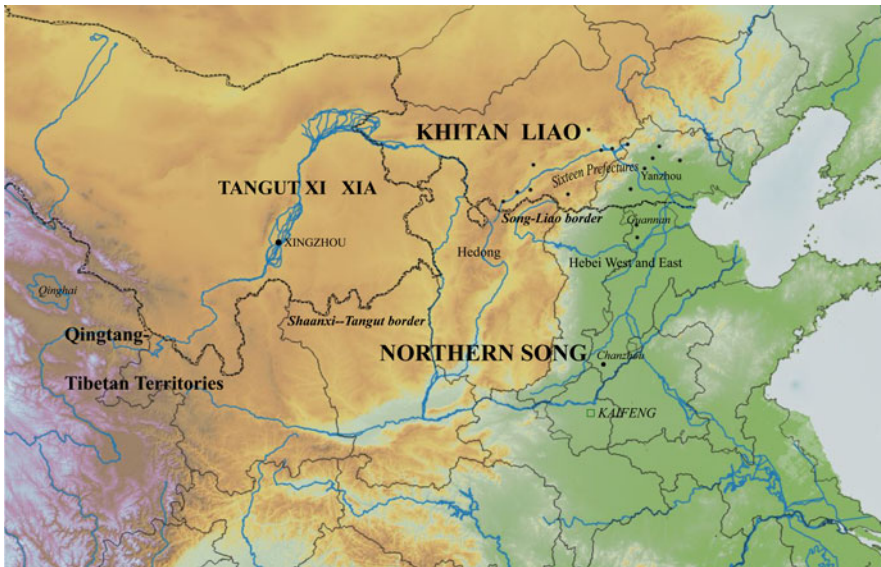 KHITAN LIAO
Sixteen Prefectures
Yanzhou
TANGUT XI XIA
Song-Liao border
Guannan
XINGZHOU
Hedong
Hebei West and East
Qinghai
Shaanxi--Tangut border
Qingtang-
Tibetan Territories
NORTHERN SONG
Chanzhou
KAIFENG